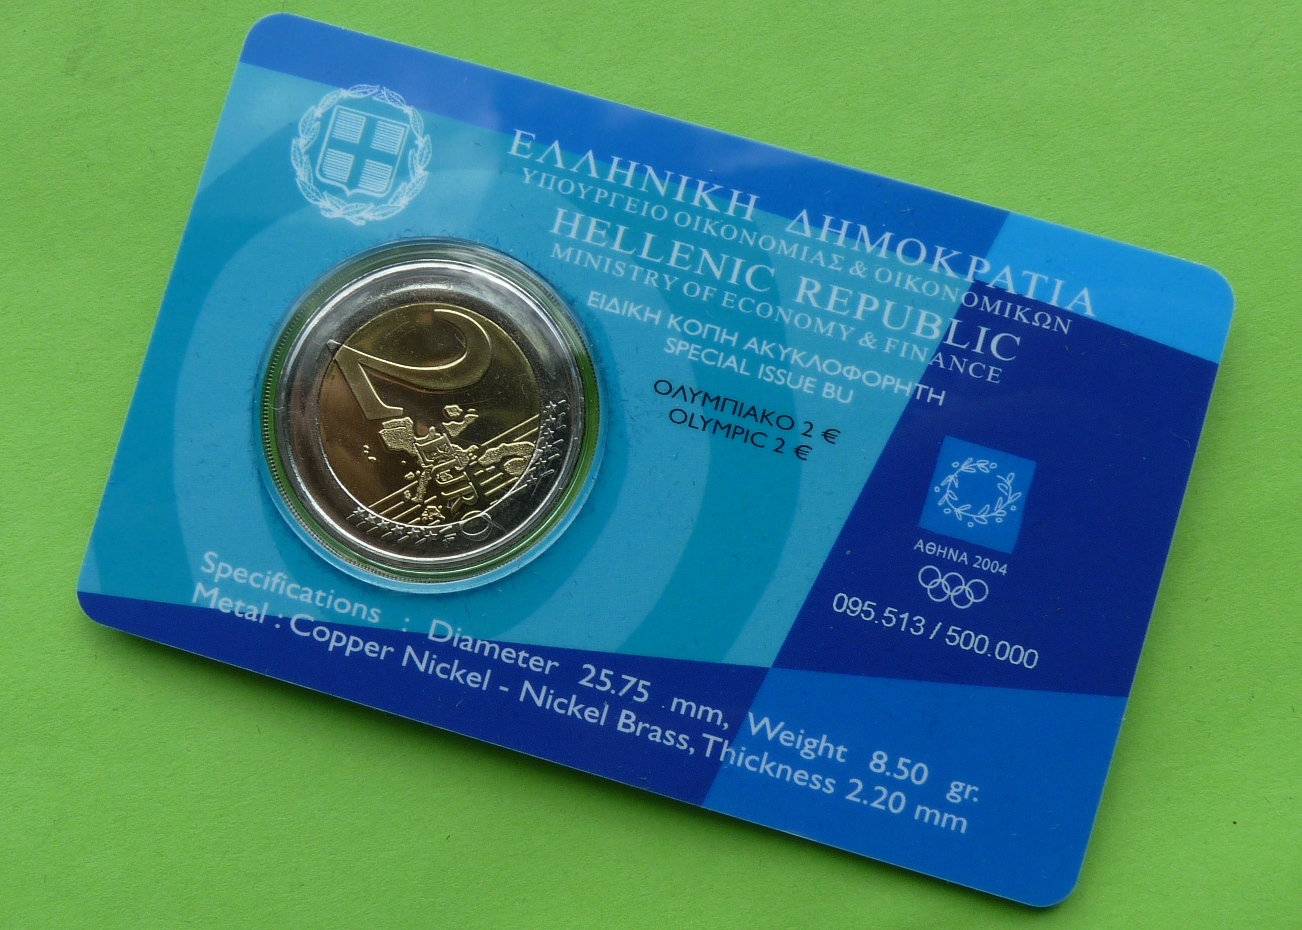 ΕΛΛΗΝΙΚΗ ΔΗΜΟΚΡΑΤΙΑ
ΥΠΟΥΡΓΕΙΟ ΟΙΚΟΝΟΜΙΑΣ & ΟΙΚΟΝΟΜΙΚΩΝ
HELLENIC REPUBLIC
MINISTRY OF ECONOMY & FINANCE
ΕΙΔΙΚΗ ΚΟΠΗ ΑΚΥΚΛΟΦΟΡΗΤΗ
SPECIAL ISSUE BU
ΟΛΥΜΠΙΑΚΟ 2 €
OLYMPIC 2 €
2
EURO
ΑΘΗΝΑ 2004
095.513 / 500.000
Specifications : Diameter 25.75 mm, Weight 8.50 gr.
Metal : Copper Nickel - Nickel Brass, Thickness 2.20 mm